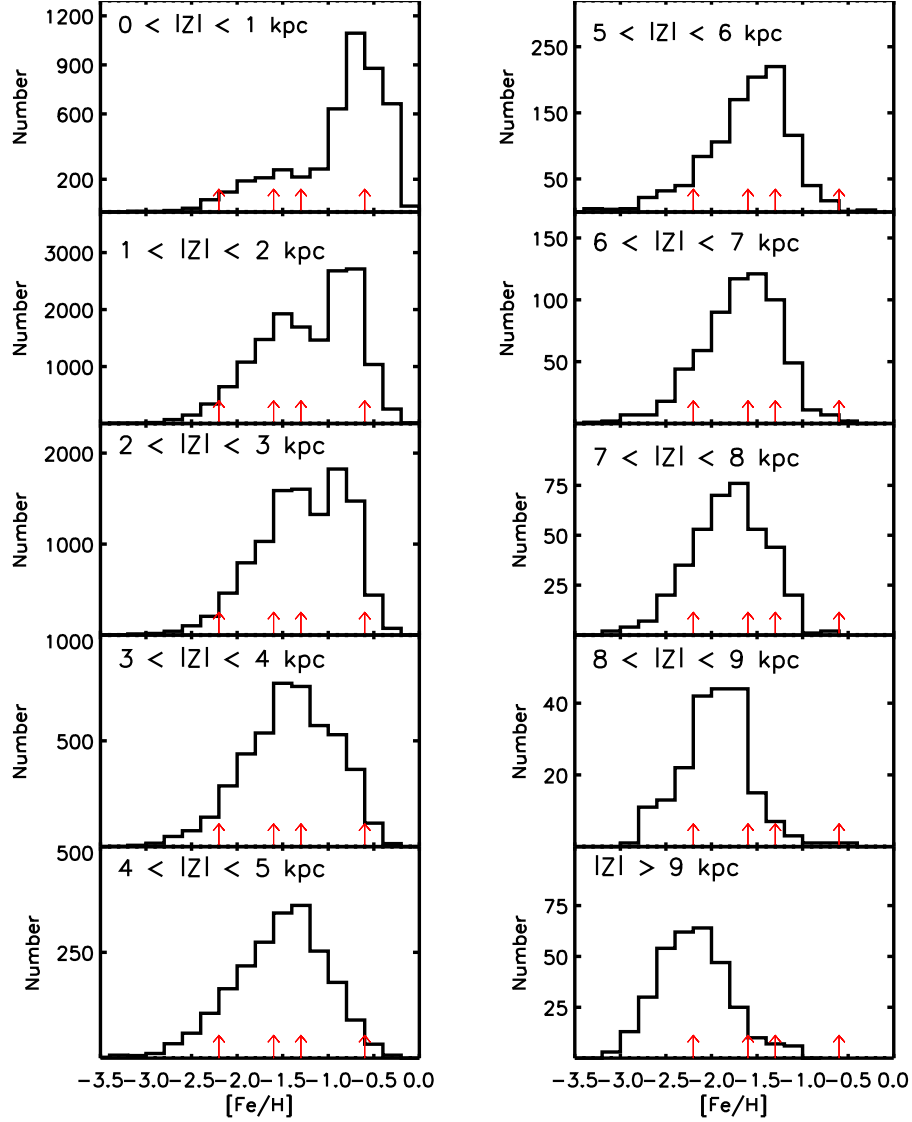 0 < |Z| < 1 kpc
1200
900
600
200
Number
1 < |Z| < 2 kpc
3000
2000
1000
Number
2 < |Z| < 3 kpc
2000
1000
Number
3 < |Z| < 4 kpc
1000
500
Number
4 < |Z| < 5 kpc
500
250
Number
-3.5-3.0-2.5-2.0-1.5-1.0-0.5 0.0
[Fe/H]
5 < |Z| < 6 kpc
250
150
50
Number
6 < |Z| < 7 kpc
150
100
50
Number
7 < |Z| < 8 kpc
75
50
25
Number
8 < |Z| < 9 kpc
40
20
Number
|Z| > 9 kpc
75
50
25
Number
-3.5-3.0-2.5-2.0-1.5-1.0-0.5 0.0
[Fe/H]